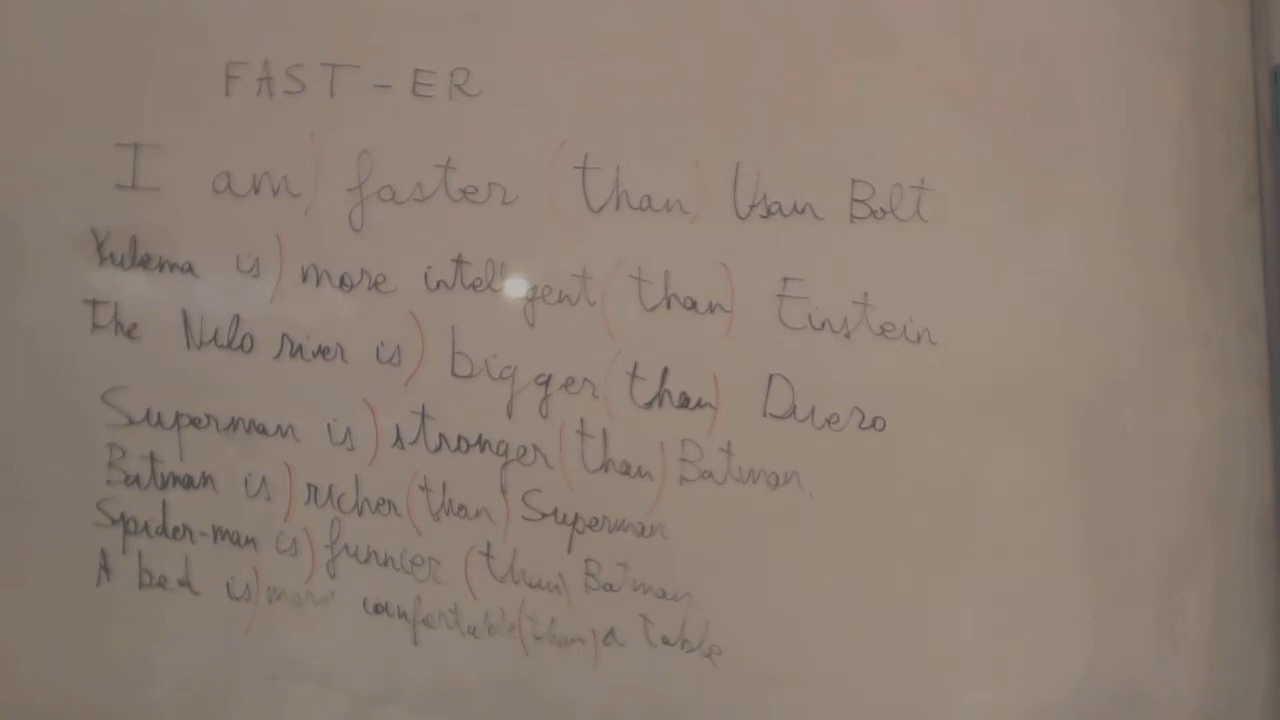 FAST-ER
I am) faster (than) Usain Bolt
Yulema is) more intelligent (than) Einstein
The Nilo river is) bigger (than) Duero
Superman is) stronger (than) Batman.
Batman is) richer (than) Superman
Spider-man is) funnier (than) Batman
A bed is) more comfortable (than) a table